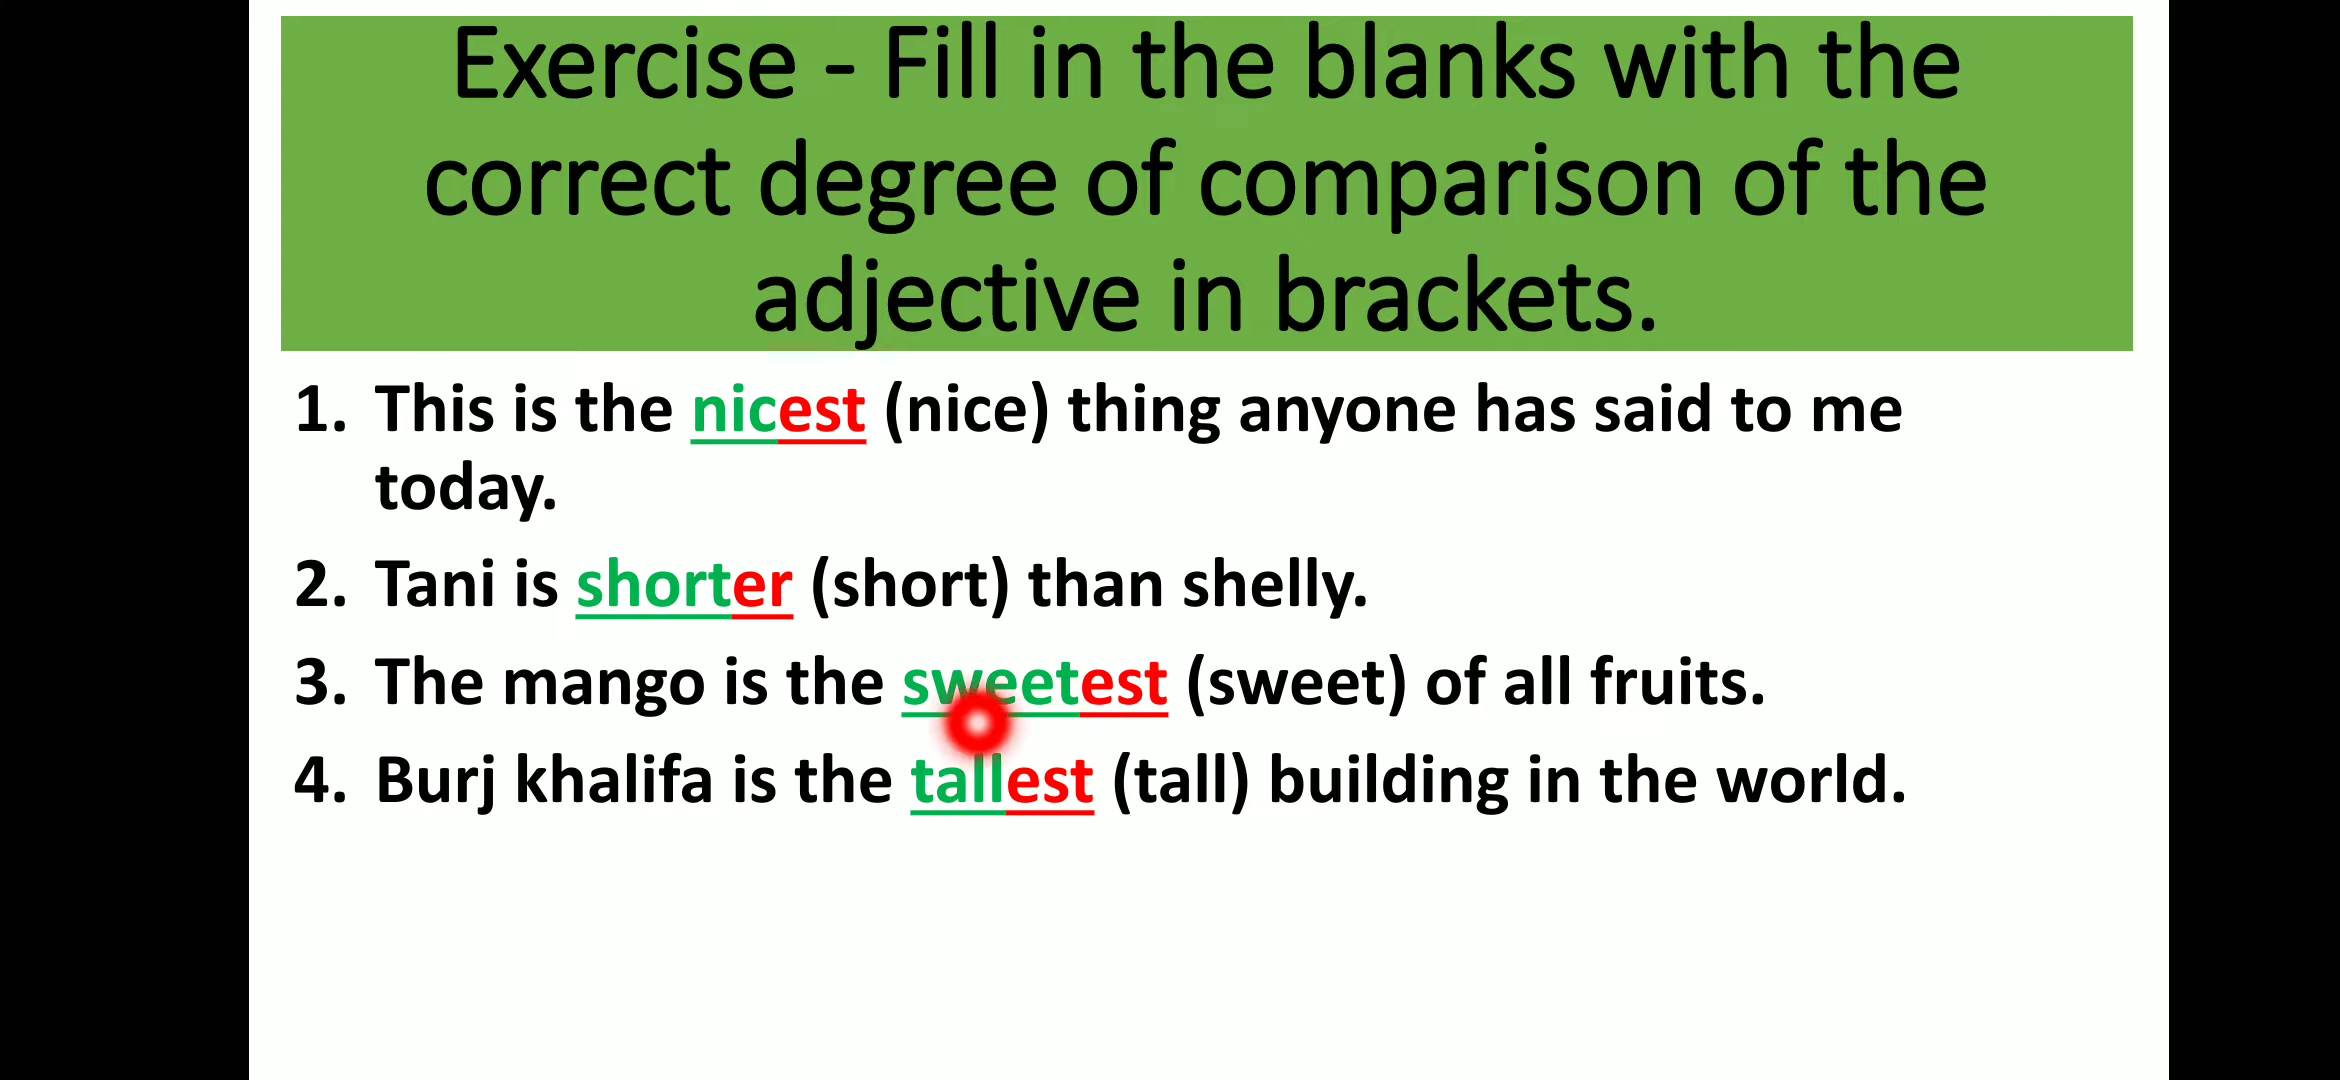 Exercise - Fill in the blanks with the
correct degree of comparison of the
adjective in brackets.
1. This is the nicest (nice) thing anyone has said to me
today.
2. Tani is shorter (short) than shelly.
3. The mango is the sweetest (sweet) of all fruits.
4. Burj khalifa is the tallest (tall) building in the world.